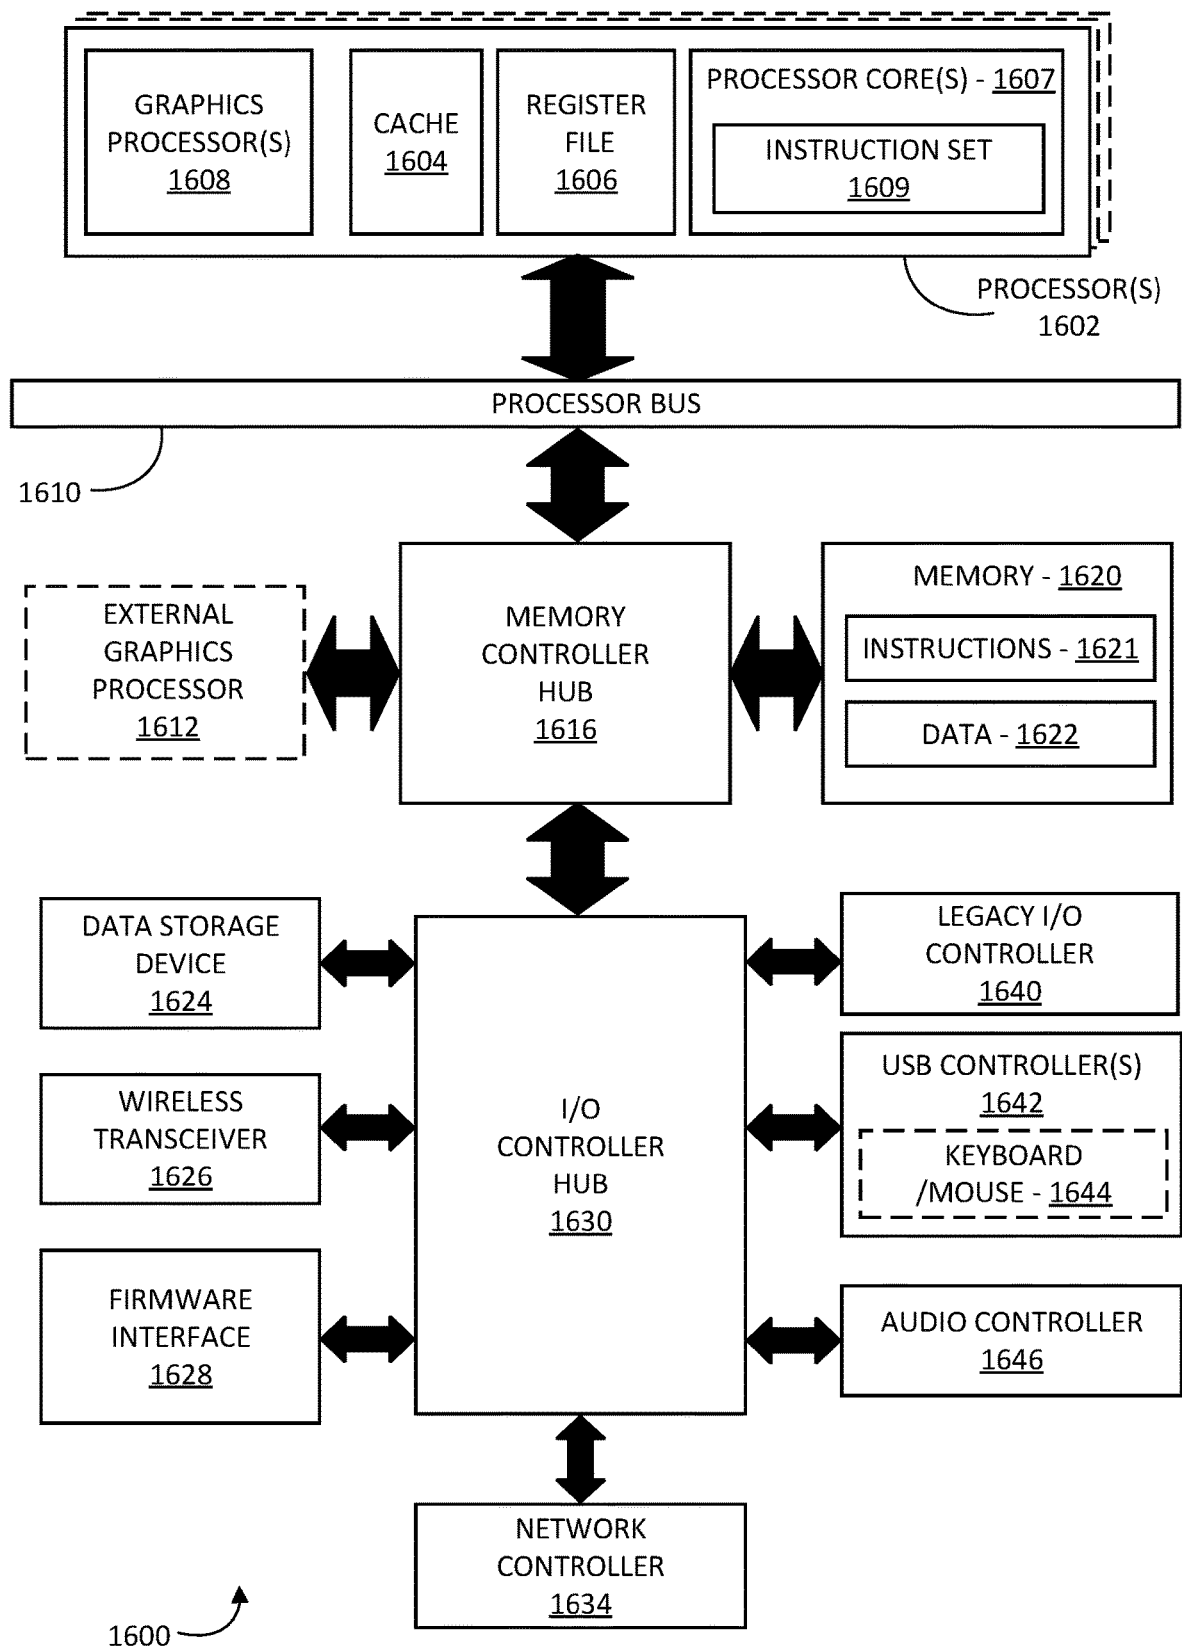 GRAPHICS
PROCESSOR(S)
1608
CACHE
1604
REGISTER
FILE
1606
PROCESSOR CORE(S) - 1607
INSTRUCTION SET
1609
PROCESSOR(S)
1602
PROCESSOR BUS
1610
EXTERNAL
GRAPHICS
PROCESSOR
1612
MEMORY
CONTROLLER
HUB
1616
MEMORY - 1620
INSTRUCTIONS - 1621
DATA - 1622
DATA STORAGE
DEVICE
1624
WIRELESS
TRANSCEIVER
1626
FIRMWARE
INTERFACE
1628
I/O
CONTROLLER
HUB
1630
LEGACY I/O
CONTROLLER
1640
USB CONTROLLER(S)
1642
KEYBOARD
/MOUSE - 1644
AUDIO CONTROLLER
1646
NETWORK
CONTROLLER
1634
1600